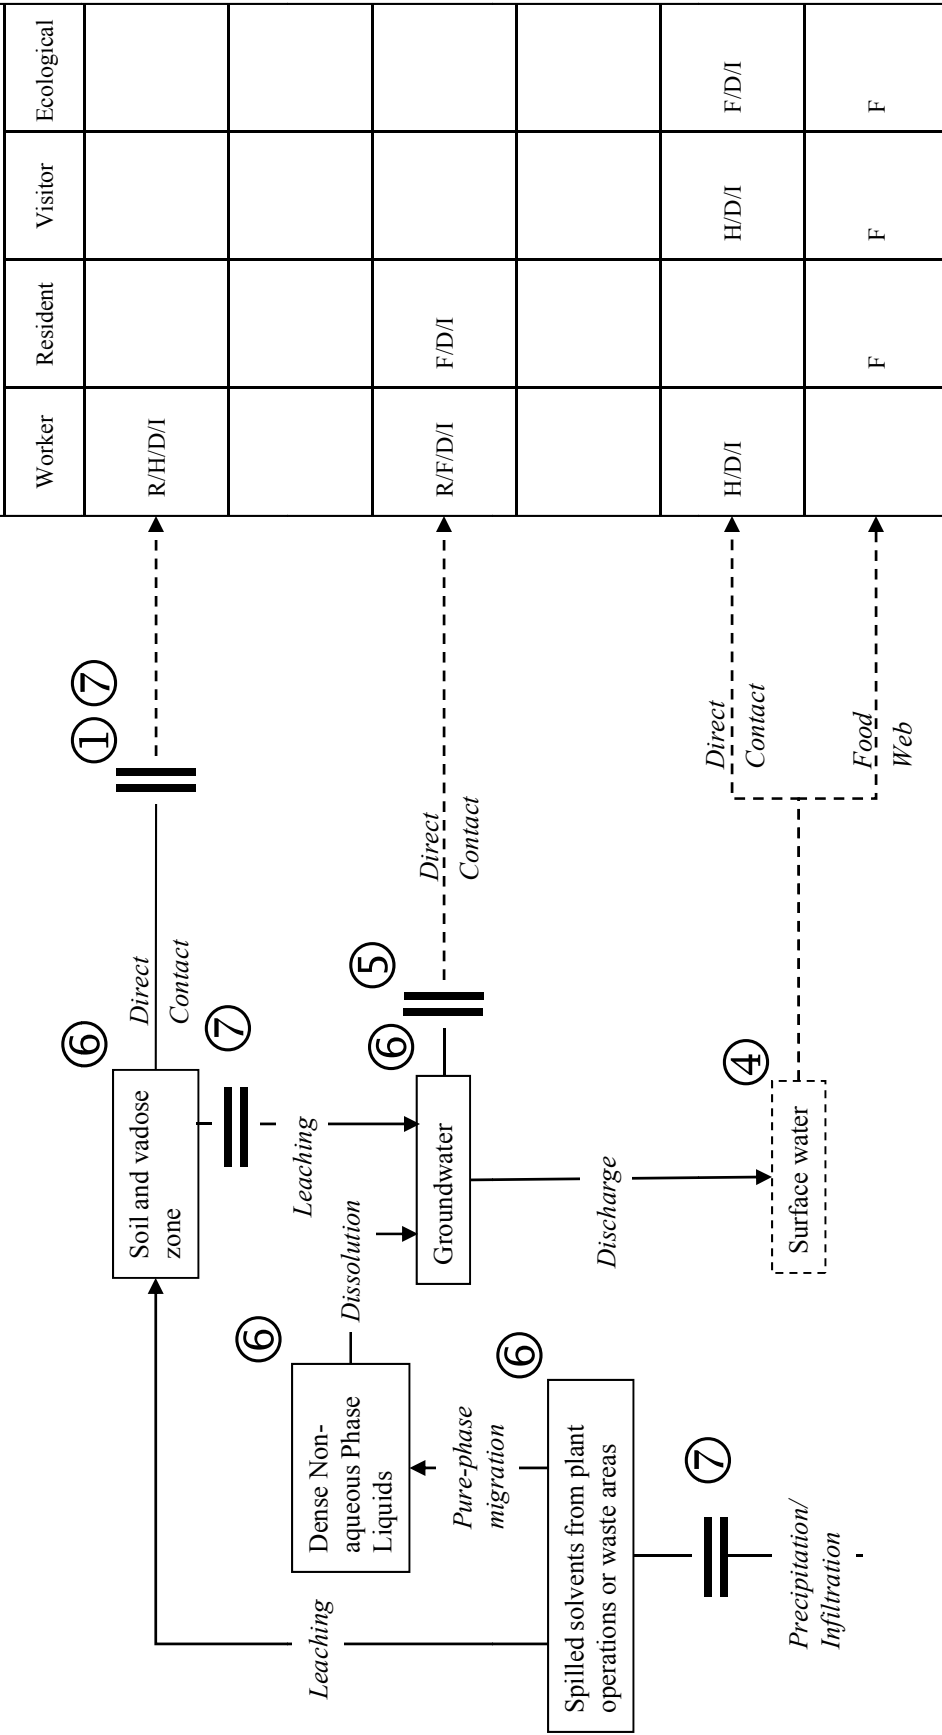 Worker
Resident
Visitor
Ecological
⑥
① ⑦
Soil and vadose
zone
Direct
Contact
R/H/D/I
⑦
Leaching
Leaching
⑥
Dense Non-
aqueous Phase
Liquids
Dissolution
⑥
⑤
Groundwater
Direct
Contact
R/F/D/I
F/D/I
Pure-phase
migration
⑥
Spilled solvents from plant
operations or waste areas
Discharge
⑦
Precipitation/
Infiltration
④
Surface water
Direct
Contact
H/D/I
H/D/I
F/D/I
Food
Web
F
F
F